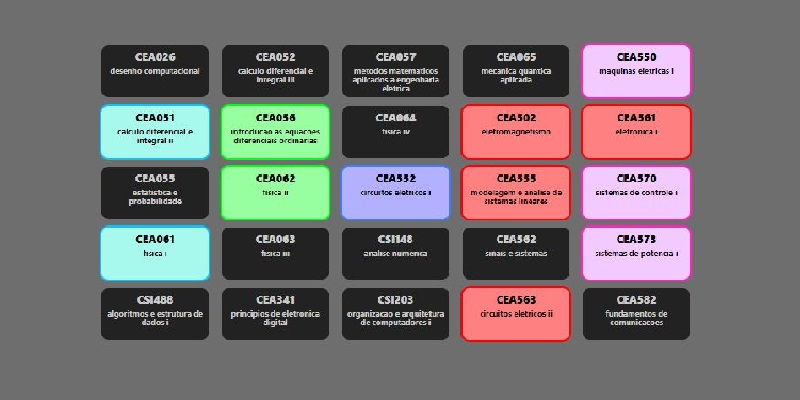 CEA026
desenho computacional
CEA052
calculo diferencial e
integral iii
CEA057
metodos matematicos
aplicados a engenharia
eletrica
CEA065
mecanica quantica
aplicada
CEA550
maquinas eletricas i
CEA051
calculo diferencial e
integral ii
CEA056
introducao as equacoes
diferenciais ordinarias
CEA064
fisica iv
CEA502
eletromagnetismo
CEA561
eletronica i
CEA055
estatistica e
probabilidade
CEA062
fisica ii
CEA552
circuitos eletricos i
CEA555
modelagem e analise de
sistemas lineares
CEA570
sistemas de controle i
CEA061
fisica i
CEA063
fisica iii
CSI148
analise numerica
CEA562
sinais e sistemas
CEA573
sistemas de potencia i
CSI488
algoritmos e estrutura de
dados i
CEA341
principios de eletronica
digital
CSI203
organizacao e arquitetura
de computadores ii
CEA563
circuitos eletricos ii
CEA582
fundamentos de
comunicacoes